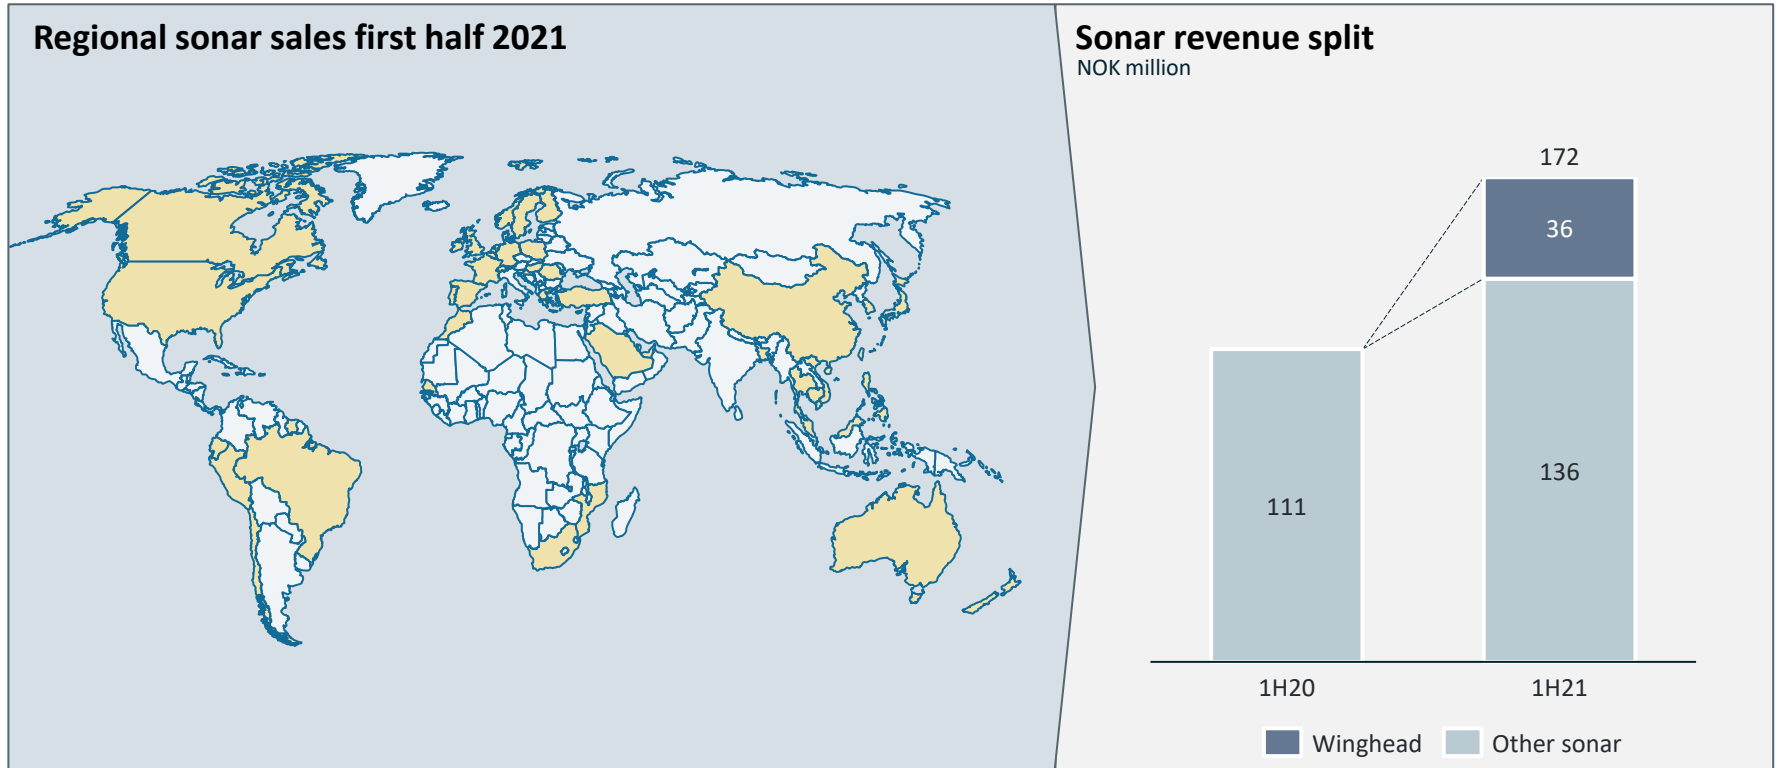 Regional sonar sales first half 2021
Sonar revenue split
NOK million
172
36
136
111
1H20
1H21
Winghead
Other sonar